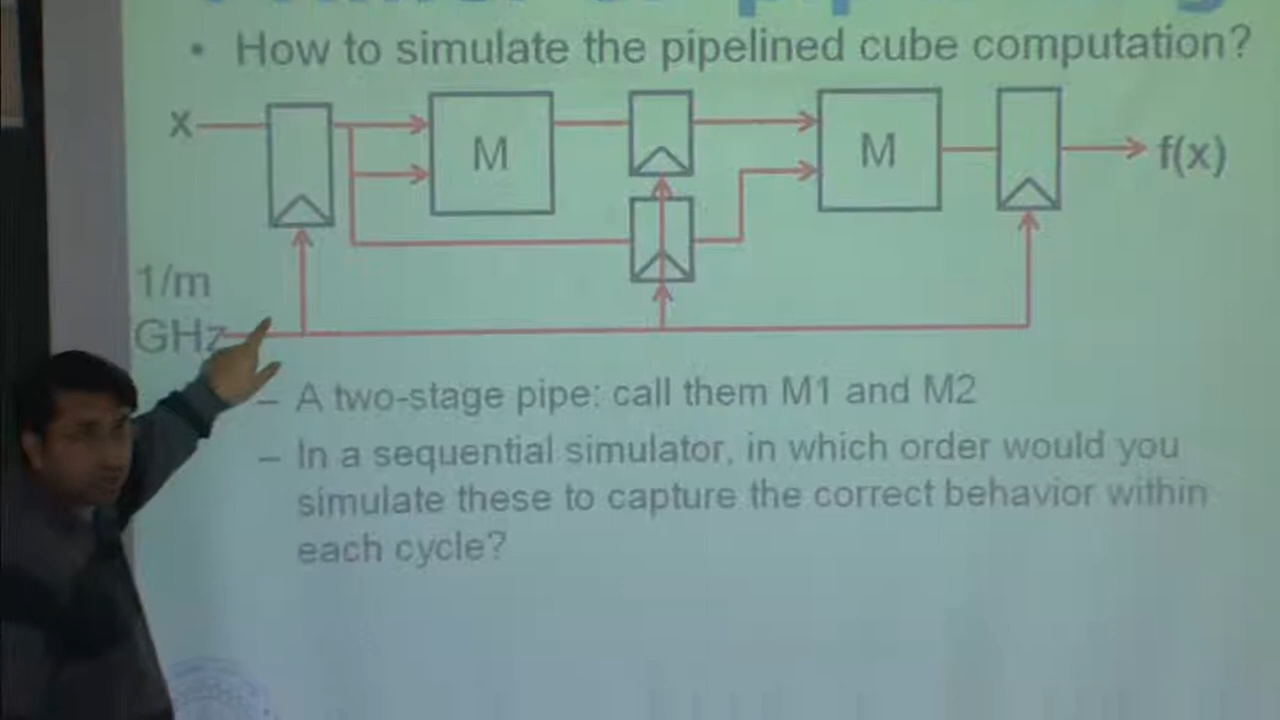 • How to simulate the pipelined cube computation?
x
M
M
f(x)
1/m
GHz
– A two-stage pipe: call them M1 and M2
– In a sequential simulator, in which order would you
simulate these to capture the correct behavior within
each cycle?